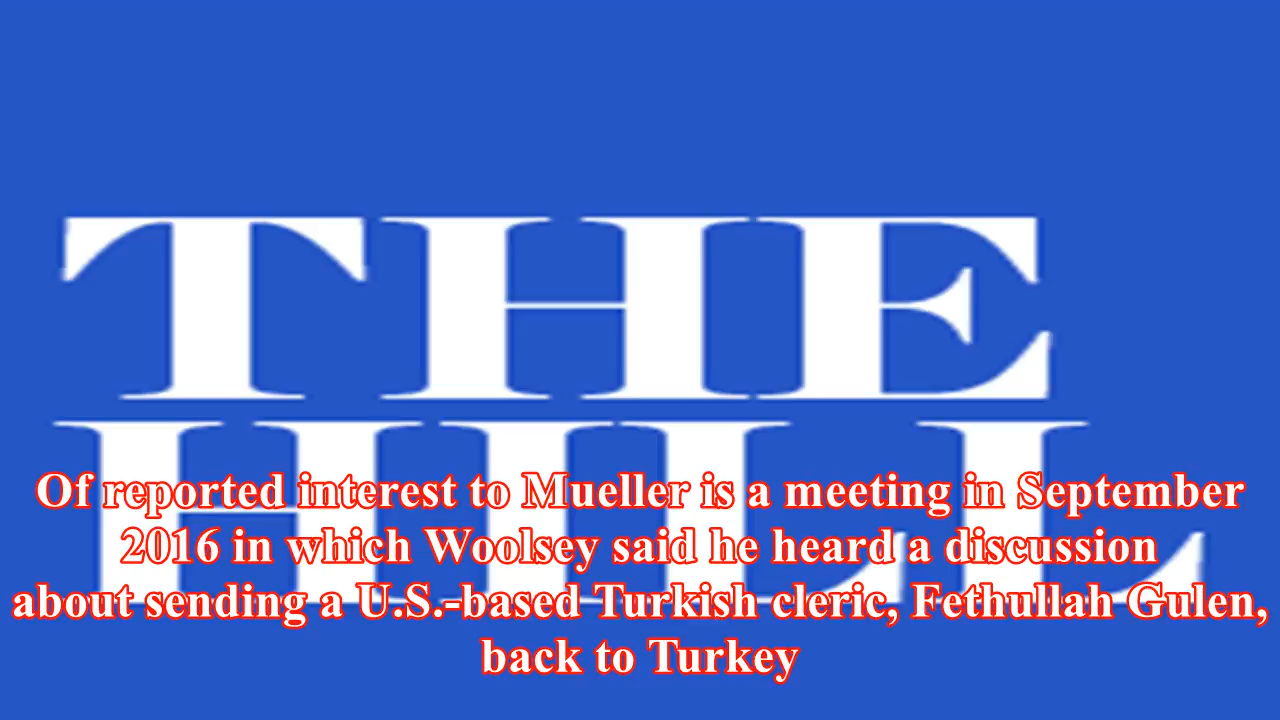 THE
HILL
Of reported interest to Mueller is a meeting in September
2016 in which Woolsey said he heard a discussion
about sending a U.S.-based Turkish cleric, Fethullah Gulen,
back to Turkey